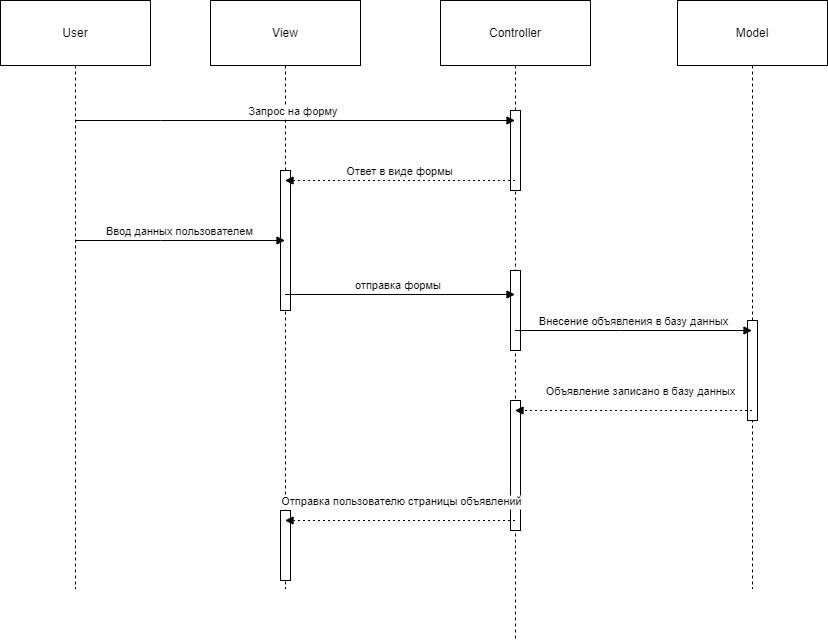 User
View
Controller
Model
Запрос на форму
Ответ в виде формы
Ввод данных пользователем
отправка формы
Внесение объявления в базу данных
Объявление записано в базу данных
Отправка пользователю страницы объявлений